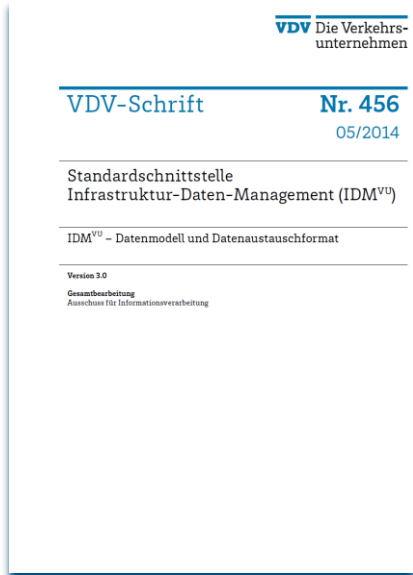 VDV Die Verkehrs-
unternehmen
VDV-Schrift Nr. 456
05/2014
Standardschnittstelle
Infrastruktur-Daten-Management (IDMVU)
IDMVU – Datenmodell und Datenaustauschformat
Version 3.0
Gesamtbearbeitung
Ausschuss für Informationsverarbeitung